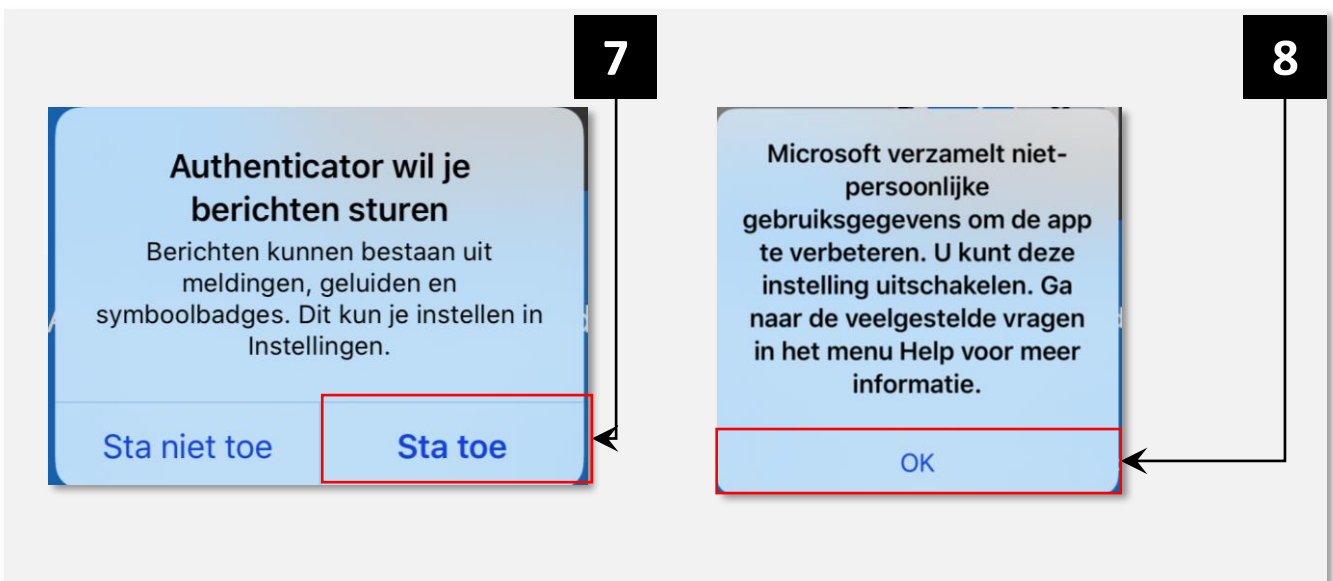 7
Authenticator wil je
berichten sturen
Berichten kunnen bestaan uit
meldingen, geluiden en
symboolbadges. Dit kun je instellen in
Instellingen.
Sta niet toe
Sta toe
8
Microsoft verzamelt niet-
persoonlijke
gebruiksgegevens om de app
te verbeteren. U kunt deze
instelling uitschakelen. Ga
naar de veelgestelde vragen
in het menu Help voor meer
informatie.
OK